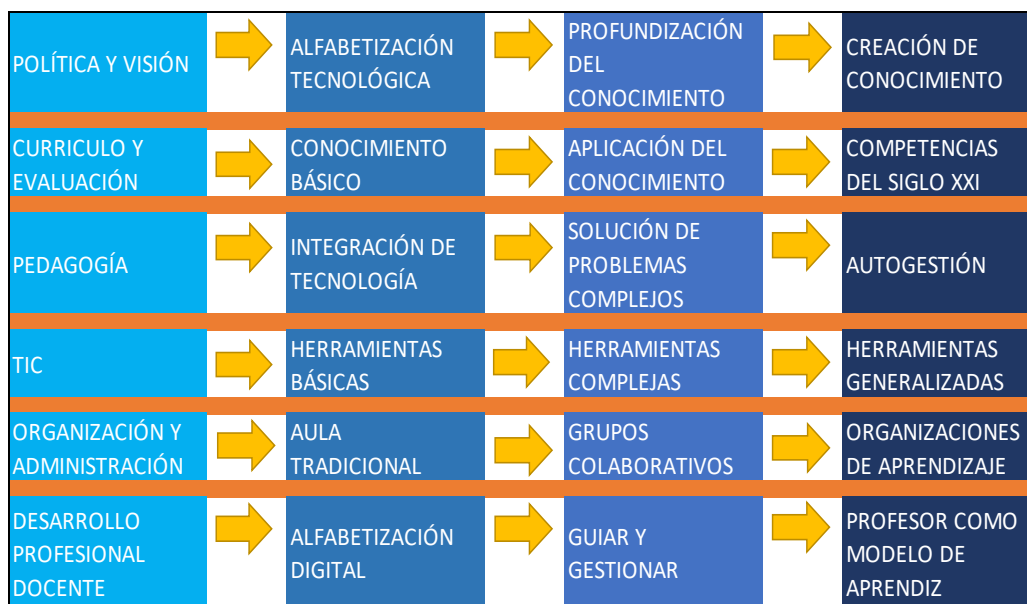 POLÍTICA Y VISIÓN
ALFABETIZACIÓN
TECNOLÓGICA
PROFUNDIZACIÓN
DEL
CONOCIMIENTO
CREACIÓN DE
CONOCIMIENTO
CURRICULO Y
EVALUACIÓN
CONOCIMIENTO
BÁSICO
APLICACIÓN DEL
CONOCIMIENTO
COMPETENCIAS
DEL SIGLO XXI
PEDAGOGÍA
INTEGRACIÓN DE
TECNOLOGÍA
SOLUCIÓN DE
PROBLEMAS
COMPLEJOS
AUTOGESTIÓN
TIC
HERRAMIENTAS
BÁSICAS
HERRAMIENTAS
COMPLEJAS
HERRAMIENTAS
GENERALIZADAS
ORGANIZACIÓN Y
ADMINISTRACIÓN
AULA
TRADICIONAL
GRUPOS
COLABORATIVOS
ORGANIZACIONES
DE APRENDIZAJE
DESARROLLO
PROFESIONAL
DOCENTE
ALFABETIZACIÓN
DIGITAL
GUIAR Y
GESTIONAR
PROFESOR COMO
MODELO DE
APRENDIZ